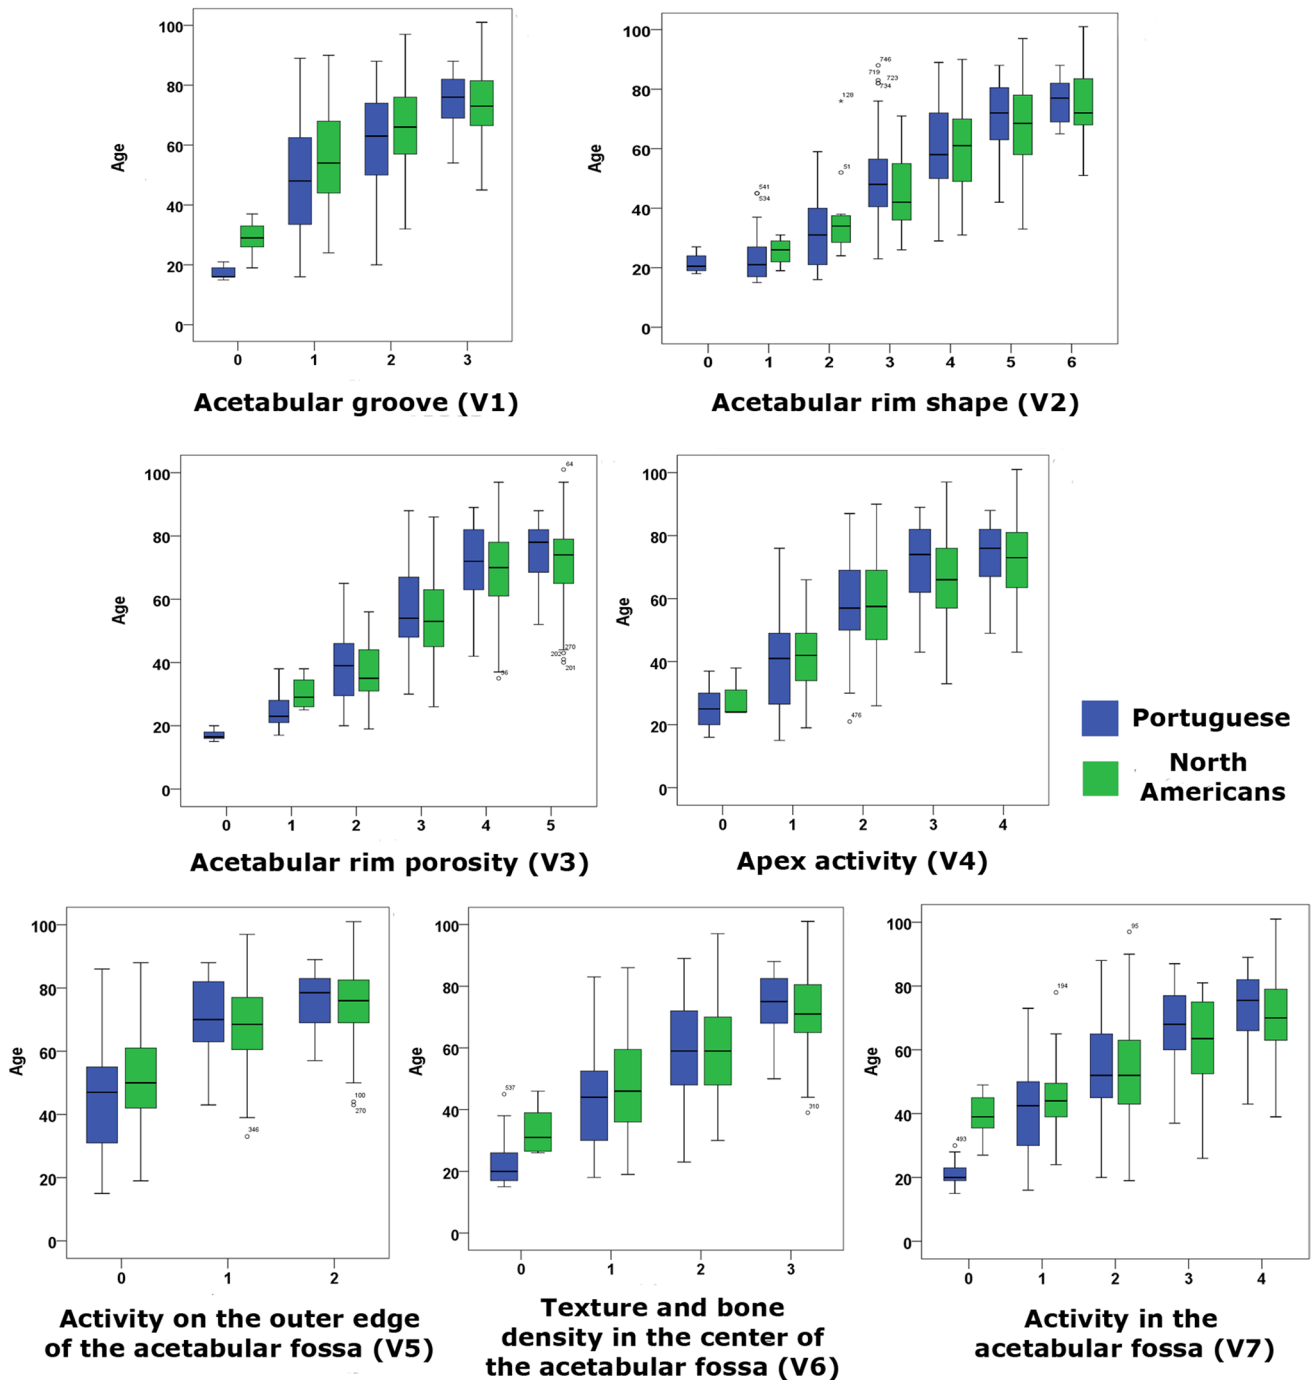 100
80
60
40
20
0
Age
0 1 2 3
Acetabular groove (V1)
100
80
60
40
20
0
Age
541
534
128
51
746
719 723
734
0 1 2 3 4 5 6
Acetabular rim shape (V2)
100
80
60
40
20
0
Age
36
64
270
202
201
0 1 2 3 4 5
Acetabular rim porosity (V3)
100
80
60
40
20
0
Age
476
0 1 2 3 4
Apex activity (V4)
Portuguese
North
Americans
100
80
60
40
20
0
Age
346
100
270
0 1 2
Activity on the outer edge
of the acetabular fossa (V5)
100
80
60
40
20
0
Age
537
310
0 1 2 3
Texture and bone
density in the center of
the acetabular fossa (V6)
100
80
60
40
20
0
Age
493
194
95
0 1 2 3 4
Activity in the
acetabular fossa (V7)